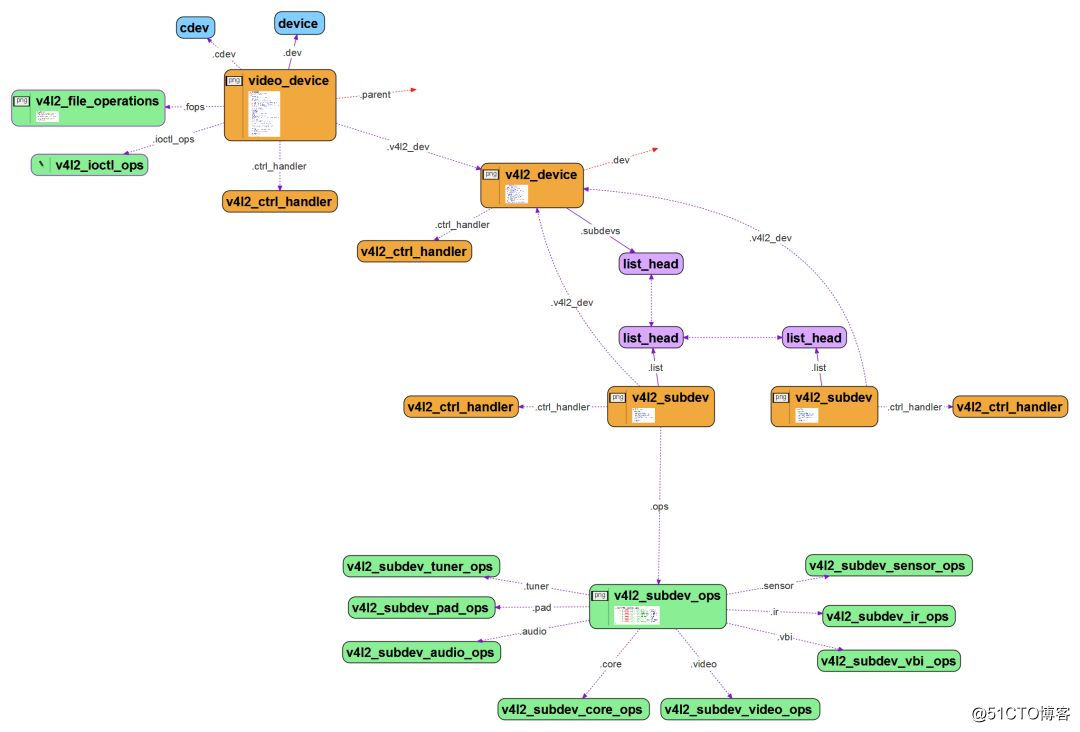 cdev
device
.cdev
.dev
png
video_device
png
v4l2_file_operations
.fops
.parent
.ioctl_ops
v4l2_ioctl_ops
.v4l2_dev
.ctrl_handler
.dev
png
v4l2_device
v4l2_ctrl_handler
.ctrl_handler
.subdevs
.v4l2_dev
v4l2_ctrl_handler
list_head
.v4l2_dev
list_head
list_head
.list
.list
v4l2_ctrl_handler
.ctrl_handler
png
v4l2_subdev
png
v4l2_subdev
.ctrl_handler
v4l2_ctrl_handler
.ops
v4l2_subdev_tuner_ops
v4l2_subdev_sensor_ops
.tuner
.sensor
png
v4l2_subdev_ops
v4l2_subdev_pad_ops
.pad
.ir
v4l2_subdev_ir_ops
.audio
.vbi
v4l2_subdev_audio_ops
v4l2_subdev_vbi _ops
.core
.video
v4l2_subdev_core_ops
v4l2_subdev_video_ops
@51CTO博客